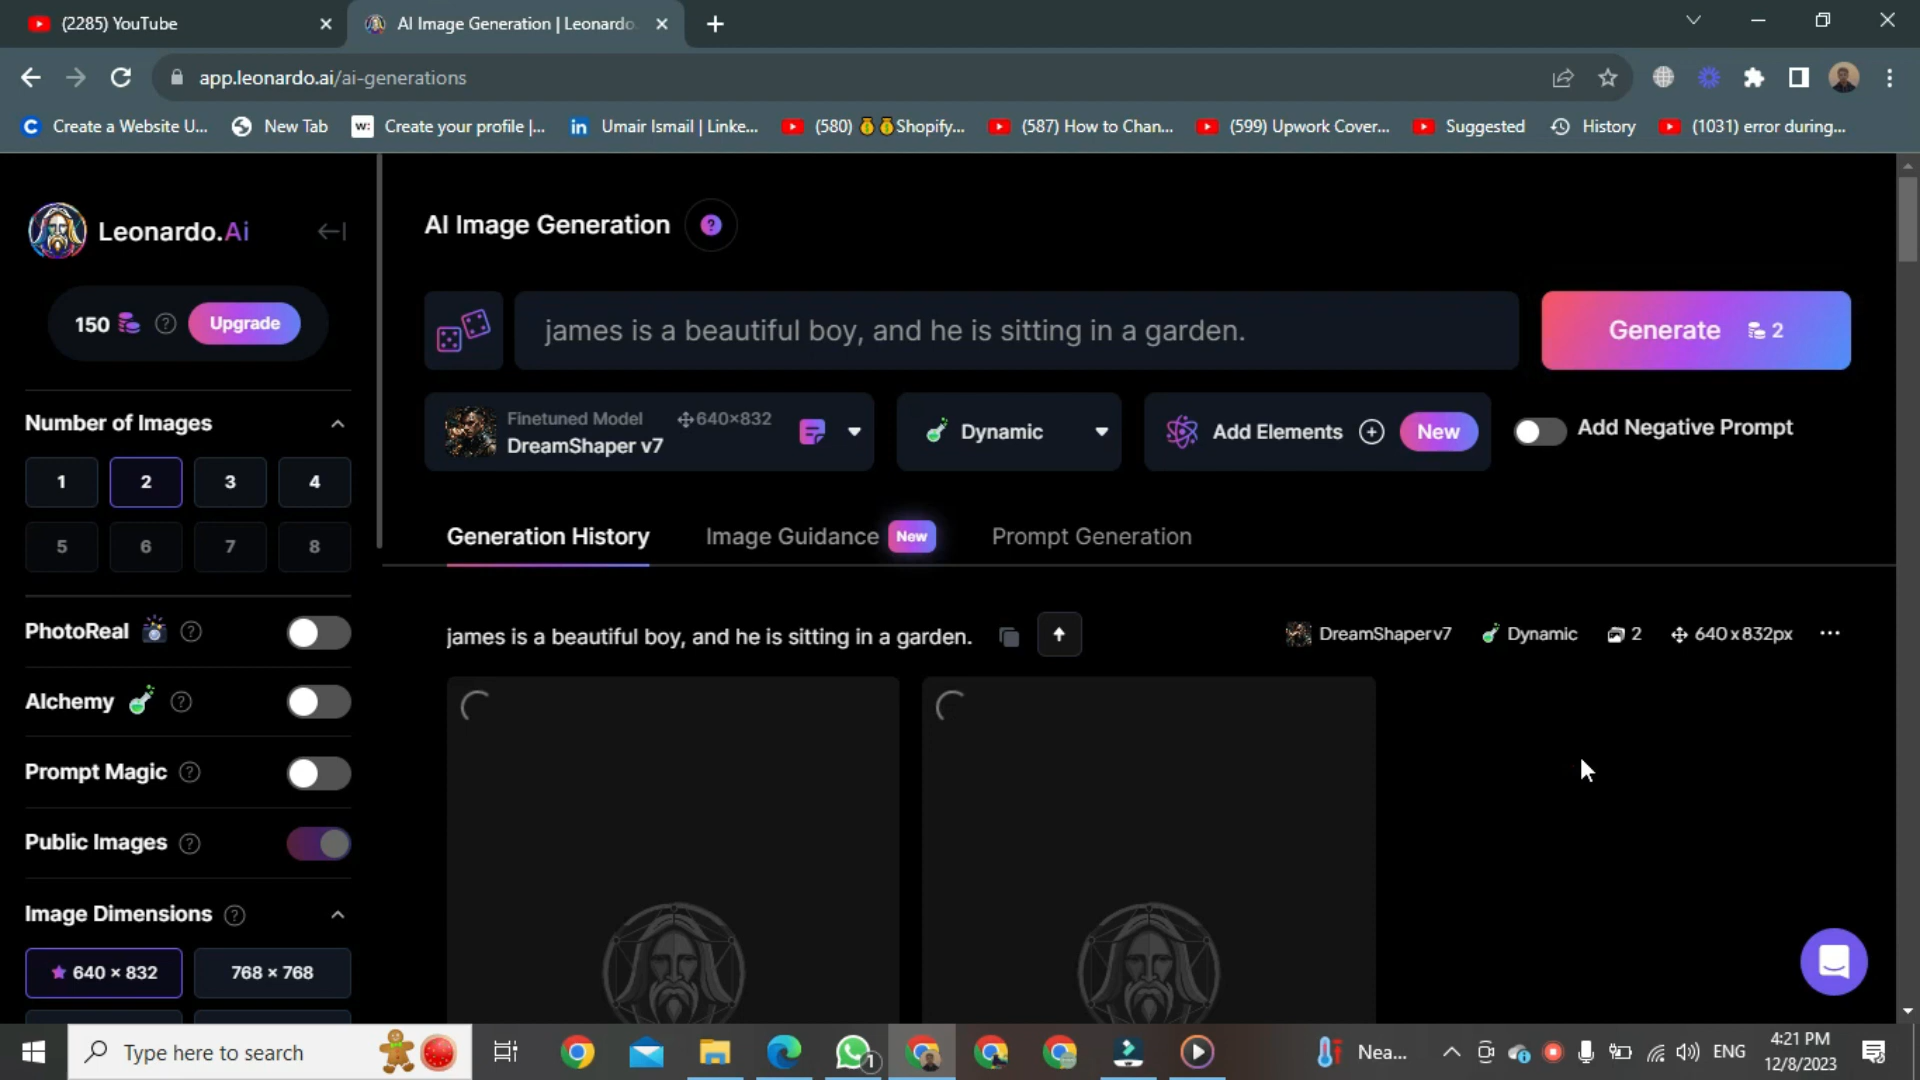 (2285) YouTube
AI Image Generation | Leonardo.
app.leonardo.ai/ai-generations
Create a Website U...
New Tab
w:
Create your profile |...
in
Umair Ismail | Linke...
(580) 💰💰Shopify...
(587) How to Chan...
(599) Upwork Cover...
Suggested
History
(1031) error during...
Leonardo.Ai
AI Image Generation ?
150 ? Upgrade
james is a beautiful boy, and he is sitting in a garden.
Generate 2
Finetuned Model 640×832
DreamShaper v7
Dynamic
Add Elements New
Add Negative Prompt
Number of Images
1 2 3 4
5 6 7 8
Generation History
Image Guidance New
Prompt Generation
PhotoReal ?
Alchemy ?
Prompt Magic ?
Public Images ?
Image Dimensions ?
640 × 832
768 × 768
james is a beautiful boy, and he is sitting in a garden.
DreamShaper v7 Dynamic 2 640 x 832px ...
Type here to search
1
Nea...
ENG
4:21 PM
12/8/2023